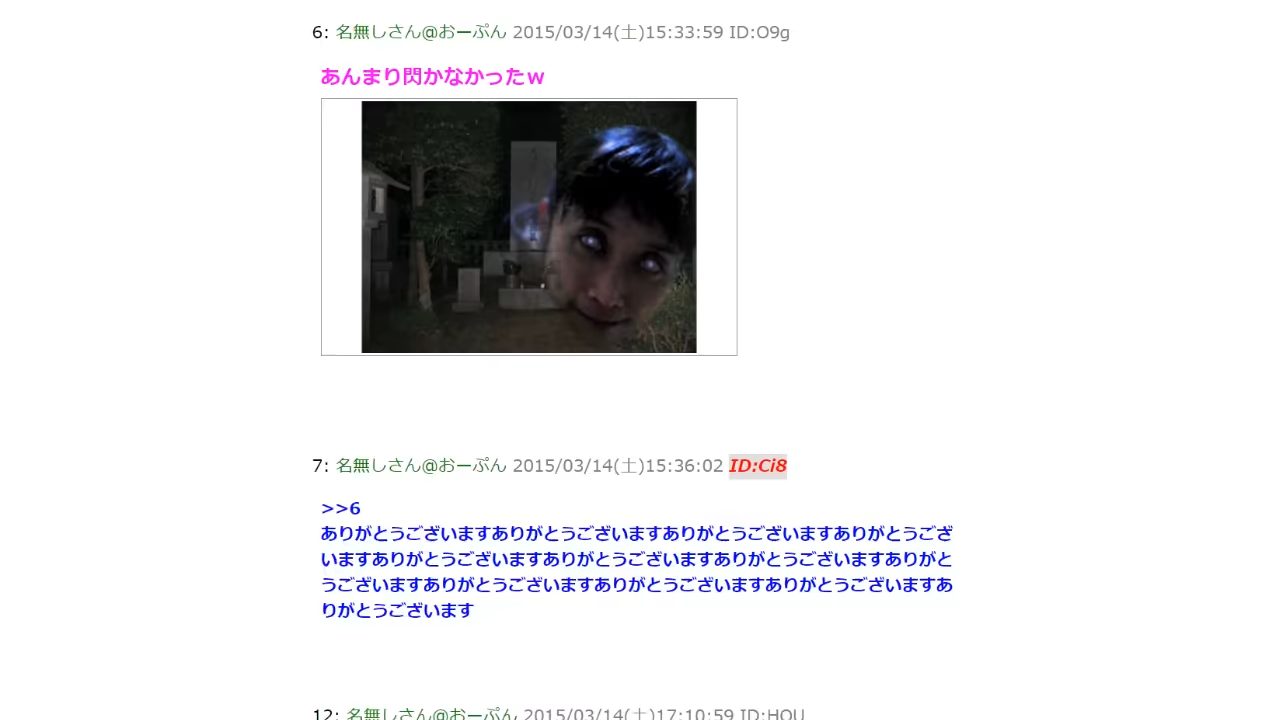 6: 名無しさん@おーぷん 2015/03/14(土)15:33:59 ID:O9g
あんまり閃かなかったｗ
7: 名無しさん@おーぷん 2015/03/14(土)15:36:02 ID:Ci8
>>6
ありがとうございますありがとうございますありがとうございますありがとうござ
いますありがとうございますありがとうございますありがとうございますありがと
うございますありがとうございますありがとうございますありがとうございますあ
りがとうございます
12: 名無しさん@おーぷん 2015/03/14(土)17:10:59 ID:HOU